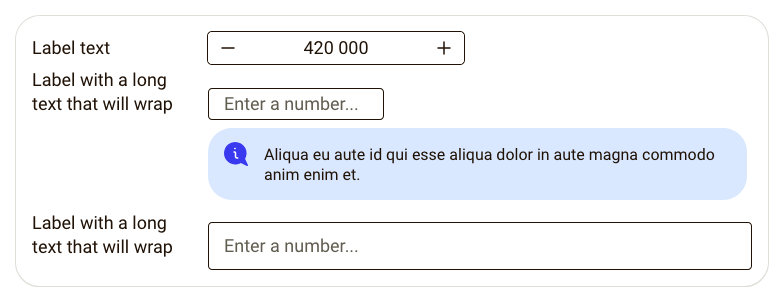 Label text
− 420 000 +
Label with a long
text that will wrap
Enter a number...
Aliqua eu aute id qui esse aliqua dolor in aute magna commodo
anim enim et.
Label with a long
text that will wrap
Enter a number...